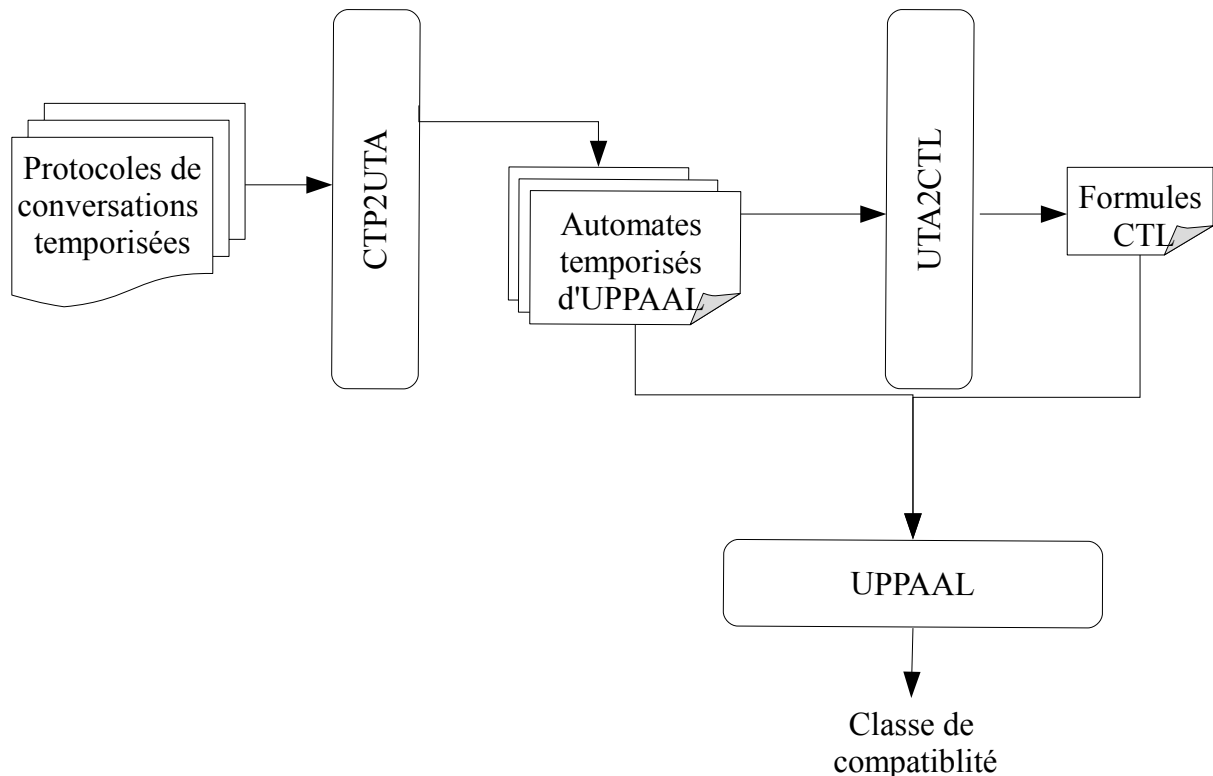 Protocoles de
conversations
temporisées
CTP2UTA
Automates
temporisés
d'UPPAAL
UTA2CTL
Formules
CTL
UPPAAL
Classe de
compatiblité